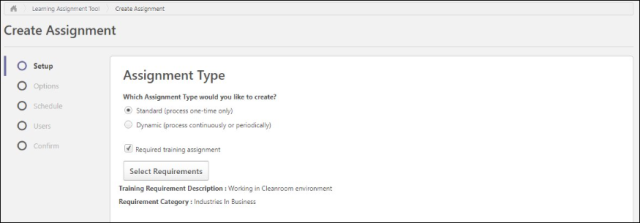 Learning Assignment Tool Create Assignment
Create Assignment
Setup
Options
Schedule
Users
Confirm
Assignment Type
Which Assignment Type would you like to create?
Standard (process one-time only)
Dynamic (process continuously or periodically)
Required training assignment
Select Requirements
Training Requirement Description : Working in Cleanroom environment
Requirement Category : Industries In Business